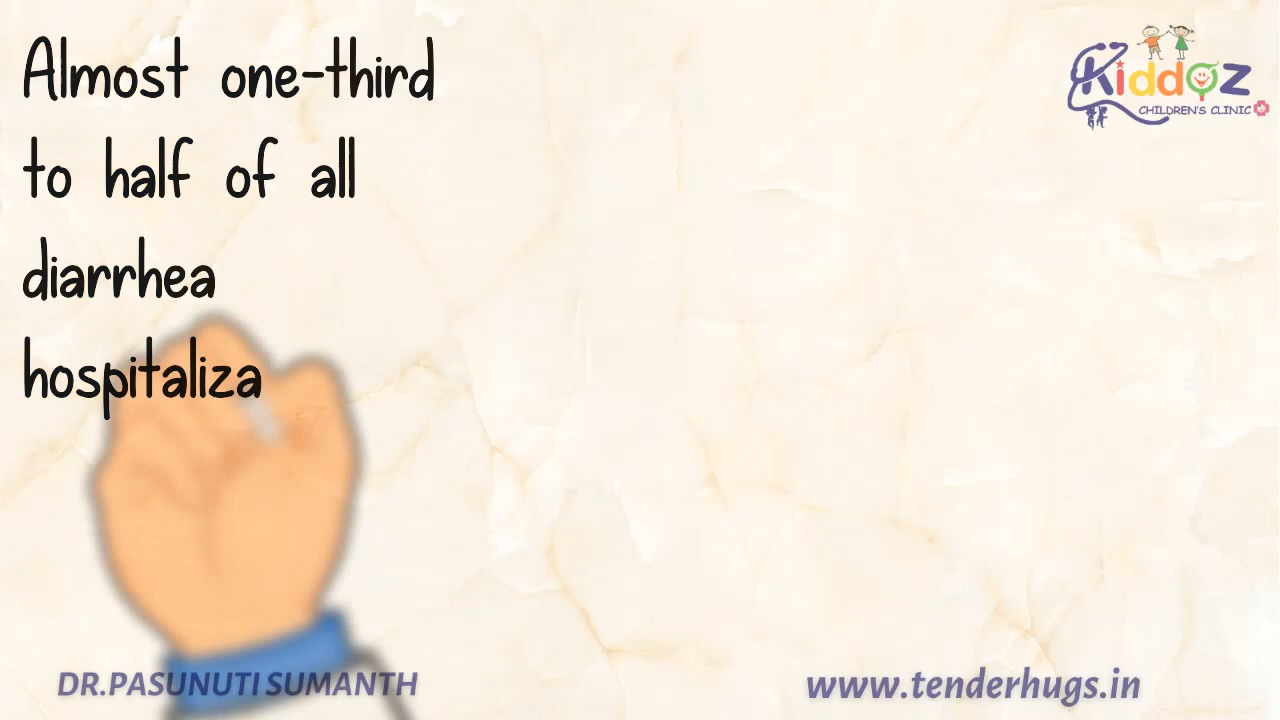 Almost one-third
to half of all
diarrhea
hospitaliza
Kiddoz
CHILDREN'S CLINIC
DR.PASUNUTI SUMANTH
www.tenderhugs.in